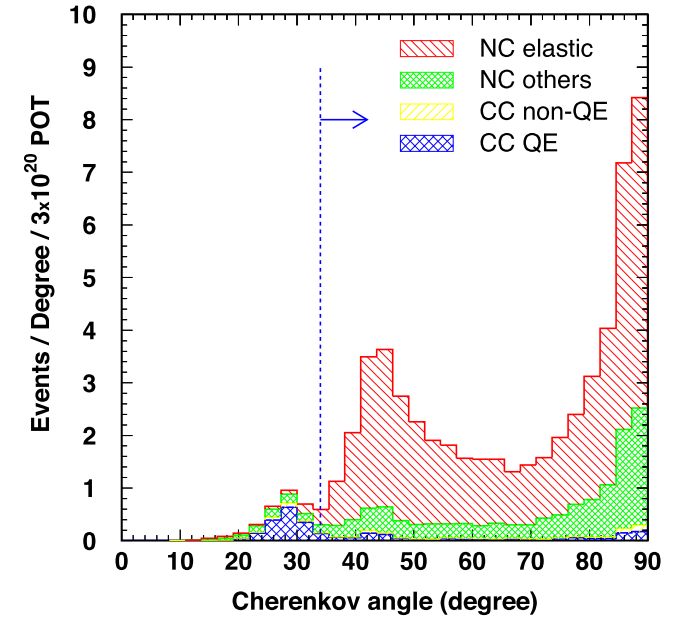 10
9
8
7
6
5
4
3
2
1
0
Events / Degree / 3x10^20 POT
NC elastic
NC others
CC non-QE
CC QE
0 10 20 30 40 50 60 70 80 90
Cherenkov angle (degree)